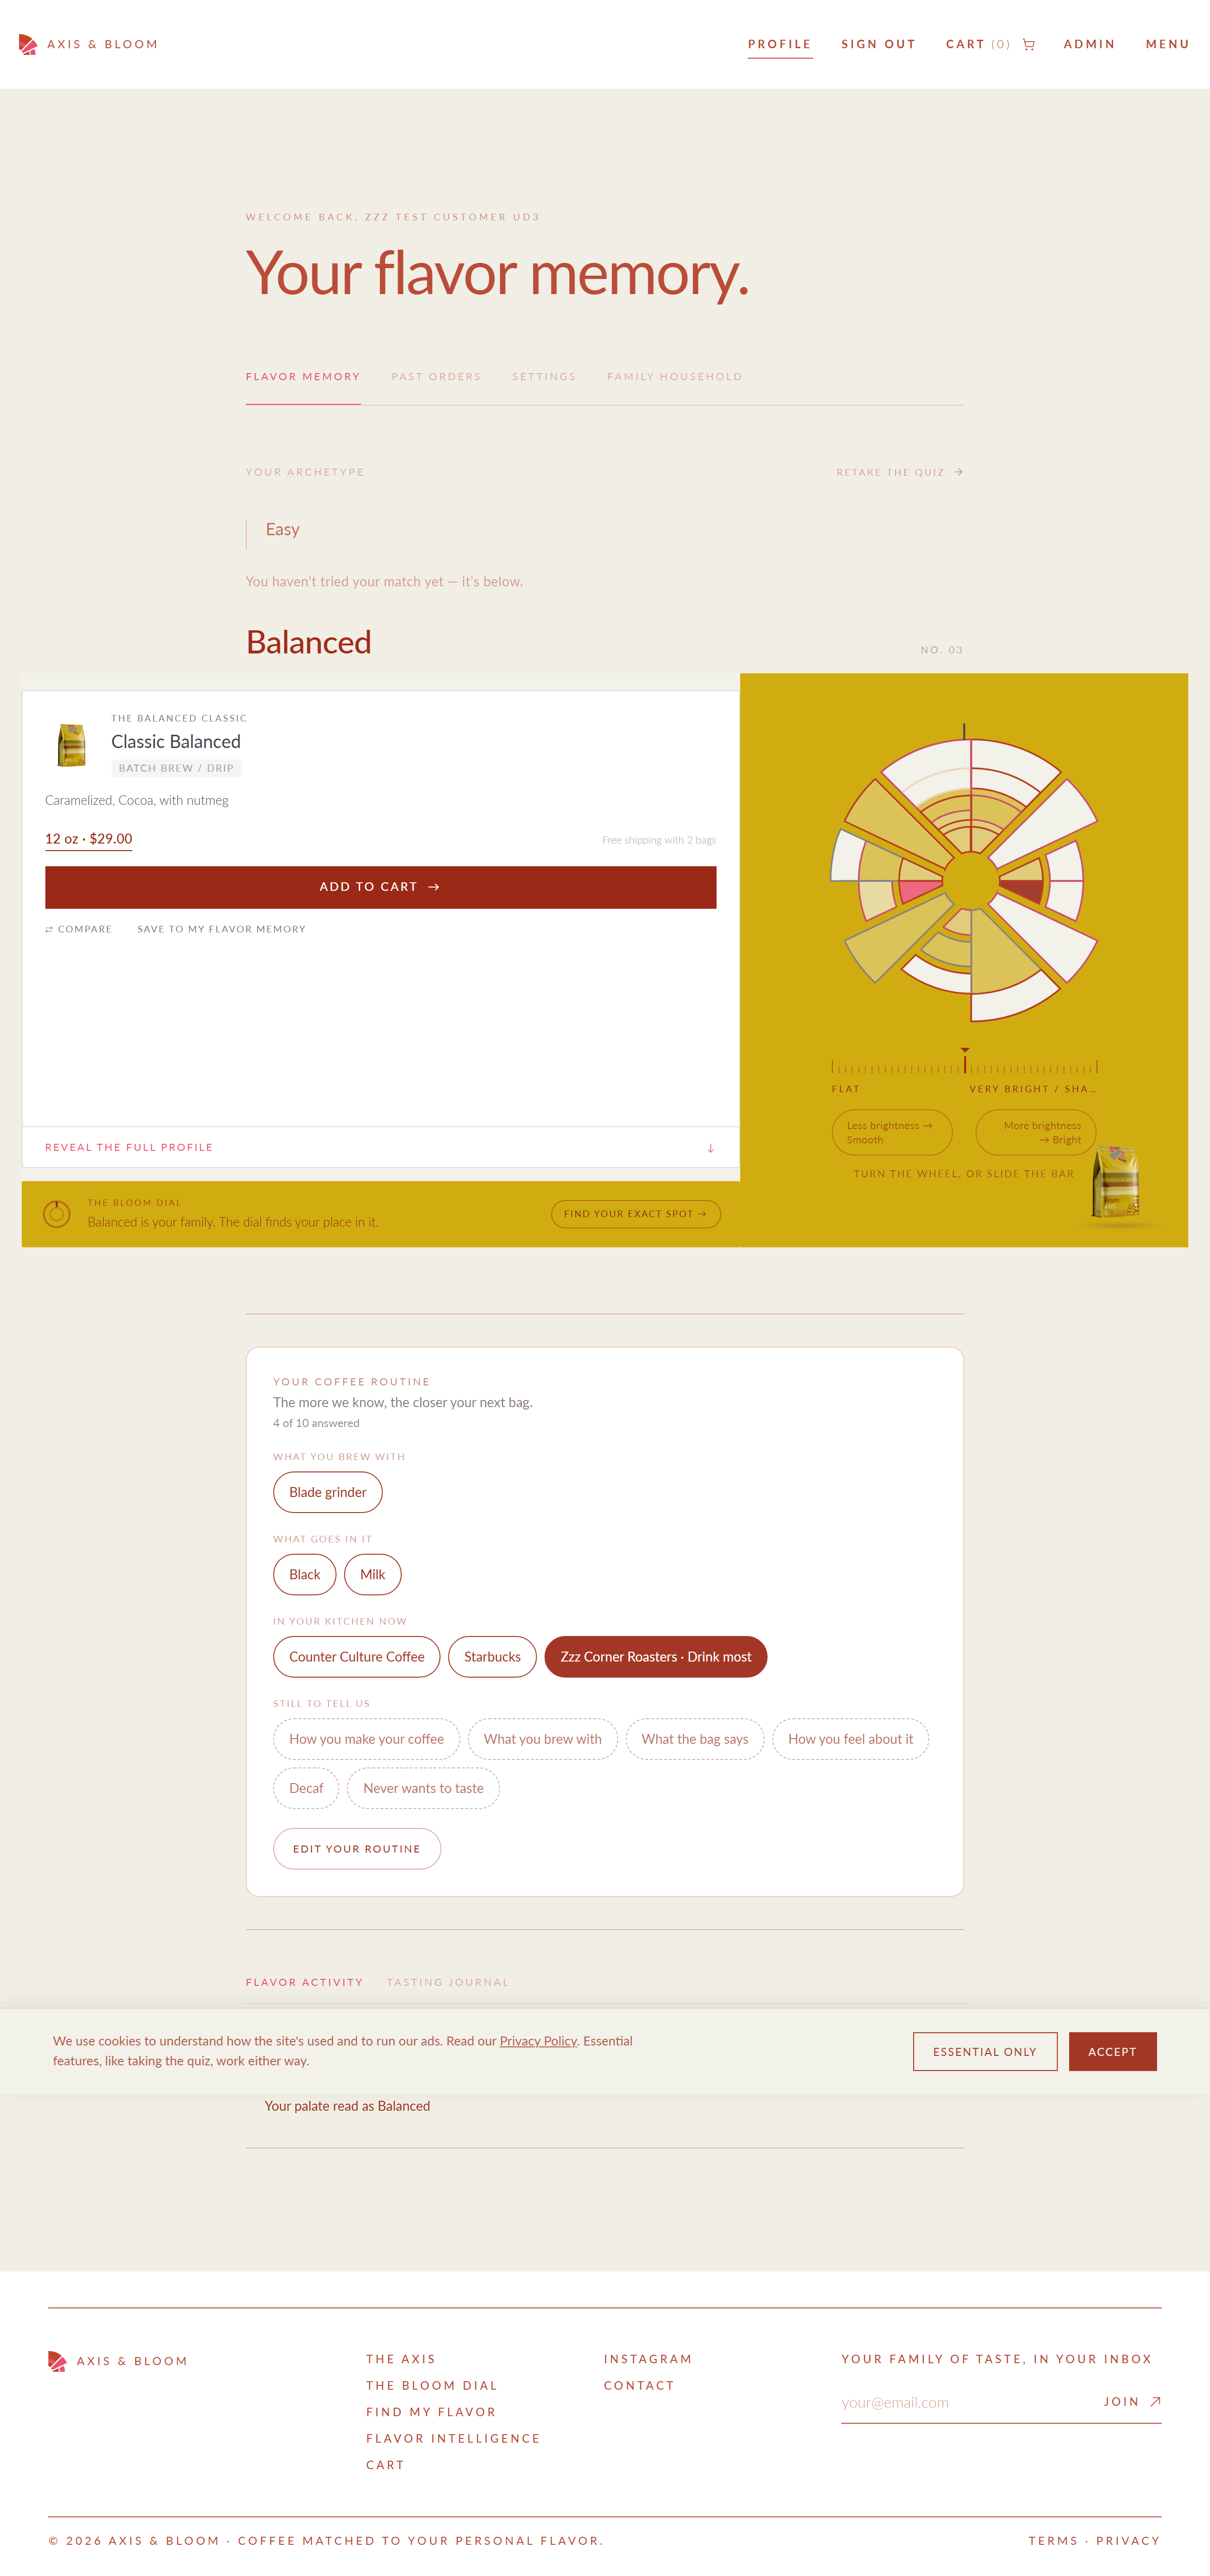 AXIS & BLOOM
PROFILE
SIGN OUT
CART (0)
ADMIN
MENU
WELCOME BACK, ZZZ TEST CUSTOMER UD3
Your flavor memory.
FLAVOR MEMORY
PAST ORDERS
SETTINGS
FAMILY HOUSEHOLD
YOUR ARCHETYPE
RETAKE THE QUIZ →
Easy
You haven't tried your match yet — it's below.
Balanced
NO. 03
THE BALANCED CLASSIC
Classic Balanced
BATCH BREW / DRIP
Caramelized, Cocoa, with nutmeg
12 oz · $29.00
Free shipping with 2 bags
ADD TO CART →
⇄ COMPARE
SAVE TO MY FLAVOR MEMORY
REVEAL THE FULL PROFILE ↓
FLAT
VERY BRIGHT / SHA…
Less brightness →
Smooth
More brightness
→ Bright
TURN THE WHEEL, OR SLIDE THE BAR
THE BLOOM DIAL
Balanced is your family. The dial finds your place in it.
FIND YOUR EXACT SPOT →
YOUR COFFEE ROUTINE
The more we know, the closer your next bag.
4 of 10 answered
WHAT YOU BREW WITH
Blade grinder
WHAT GOES IN IT
Black
Milk
IN YOUR KITCHEN NOW
Counter Culture Coffee
Starbucks
Zzz Corner Roasters · Drink most
STILL TO TELL US
How you make your coffee
What you brew with
What the bag says
How you feel about it
Decaf
Never wants to taste
EDIT YOUR ROUTINE
FLAVOR ACTIVITY
TASTING JOURNAL
We use cookies to understand how the site's used and to run our ads. Read our Privacy Policy. Essential
features, like taking the quiz, work either way.
ESSENTIAL ONLY
ACCEPT
Your palate read as Balanced
AXIS & BLOOM
THE AXIS
THE BLOOM DIAL
FIND MY FLAVOR
FLAVOR INTELLIGENCE
CART
INSTAGRAM
CONTACT
YOUR FAMILY OF TASTE, IN YOUR INBOX
your@email.com
JOIN
© 2026 AXIS & BLOOM · COFFEE MATCHED TO YOUR PERSONAL FLAVOR.
TERMS · PRIVACY